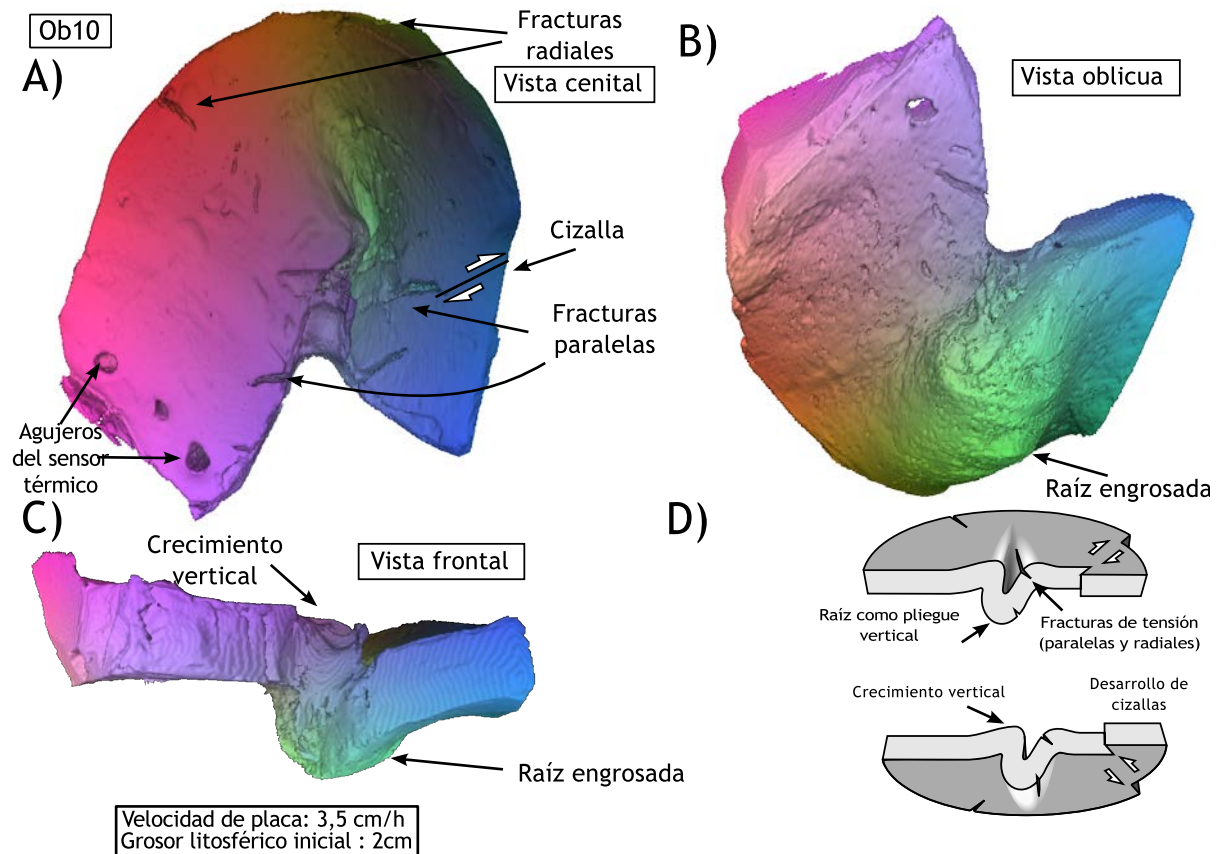 Ob10
A)
Fracturas
radiales
Vista cenital
Cizalla
Fracturas
paralelas
Agujeros
del sensor
térmico
B)
Vista oblicua
Raíz engrosada
C)
Crecimiento
vertical
Vista frontal
Raíz engrosada
Velocidad de placa: 3,5 cm/h
Grosor litosférico inicial : 2cm
D)
Raíz como pliegue
vertical
Fracturas de tensión
(paralelas y radiales)
Crecimiento vertical
Desarrollo de
cizallas